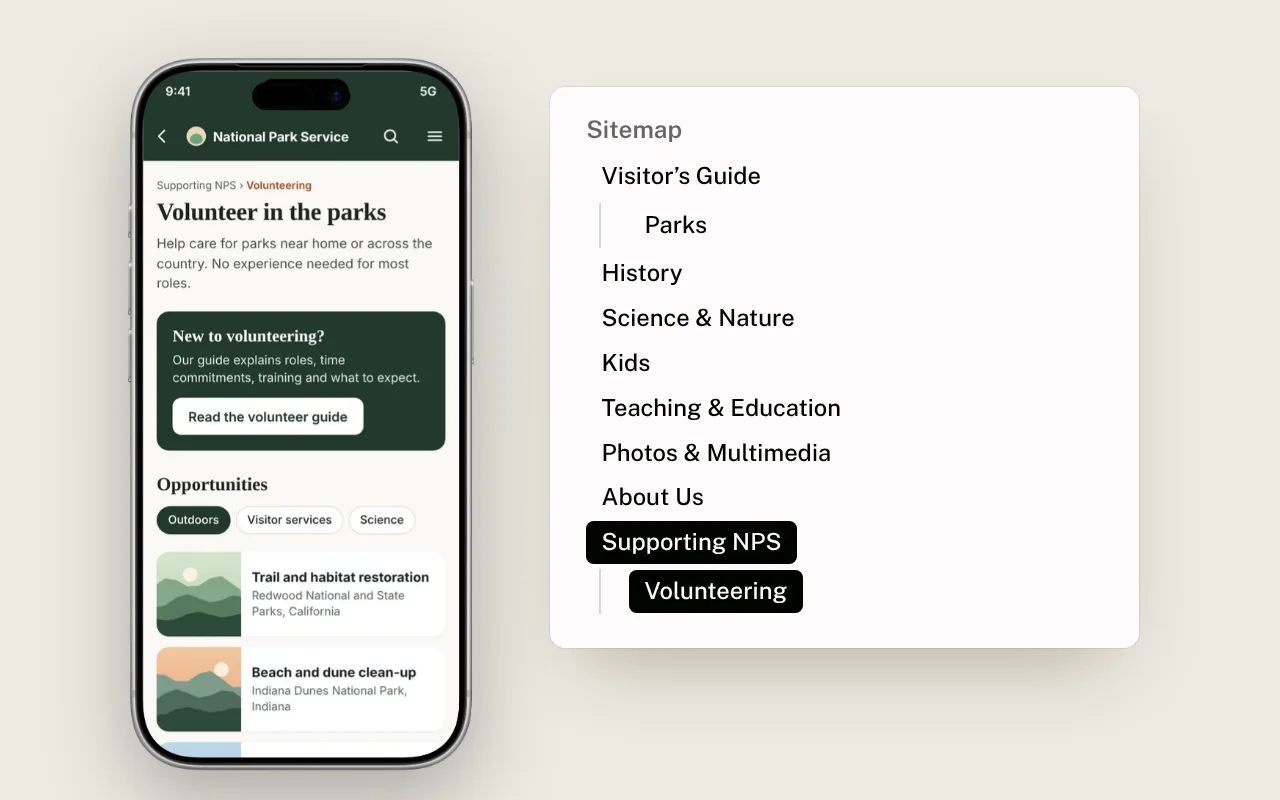 9:41
5G
National Park Service
Supporting NPS › Volunteering
Volunteer in the parks
Help care for parks near home or across the
country. No experience needed for most
roles.
New to volunteering?
Our guide explains roles, time
commitments, training and what to expect.
Read the volunteer guide
Opportunities
Outdoors
Visitor services
Science
Trail and habitat restoration
Redwood National and State
Parks, California
Beach and dune clean-up
Indiana Dunes National Park,
Indiana
Sitemap
Visitor’s Guide
Parks
History
Science & Nature
Kids
Teaching & Education
Photos & Multimedia
About Us
Supporting NPS
Volunteering